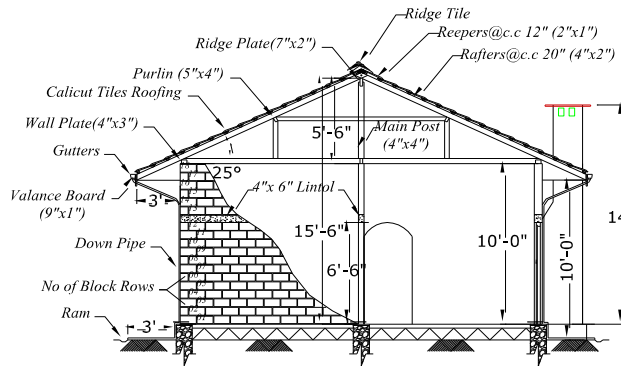 Ridge Tile
Reepers@c.c 12" (2"x1")
Ridge Plate(7"x2")
Rafters@c.c 20" (4"x2")
Purlin (5"x4")
Calicut Tiles Roofing
Wall Plate(4"x3")
5'-6"
Main Post
(4"x4")
Gutters
25°
Valance Board
(9"x1")
3'
4"x 6" Lintol
14
15'-6"
10'-0"
10'-0"
Down Pipe
6'-6"
No of Block Rows
Ram
3'